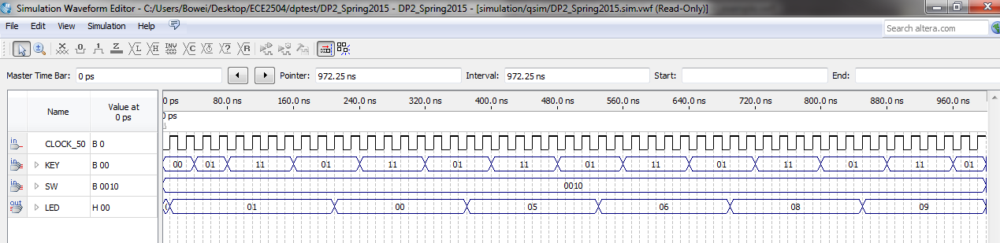 Simulation Waveform Editor - C:/Users/Bowei/Desktop/ECE2504/dptest/DP2_Spring2015 - DP2_Spring2015 - [simulation/qsim/DP2_Spring2015.sim.vwf (Read-Only)]
File Edit View Simulation Help
Search altera.com
Master Time Bar: 0 ps Pointer: 972.25 ns Interval: 972.25 ns Start: End:
Name Value at 0 ps 0 ps 80.0 ns 160.0 ns 240.0 ns 320.0 ns 400.0 ns 480.0 ns 560.0 ns 640.0 ns 720.0 ns 800.0 ns 880.0 ns 960.0 ns
0 ps
in CLOCK_50 B 0
in KEY B 00 00 01 11 01 11 01 11 01 11 01 11 01 11 01
in SW B 0010 0010
out LED H 00 01 00 05 06 08 09